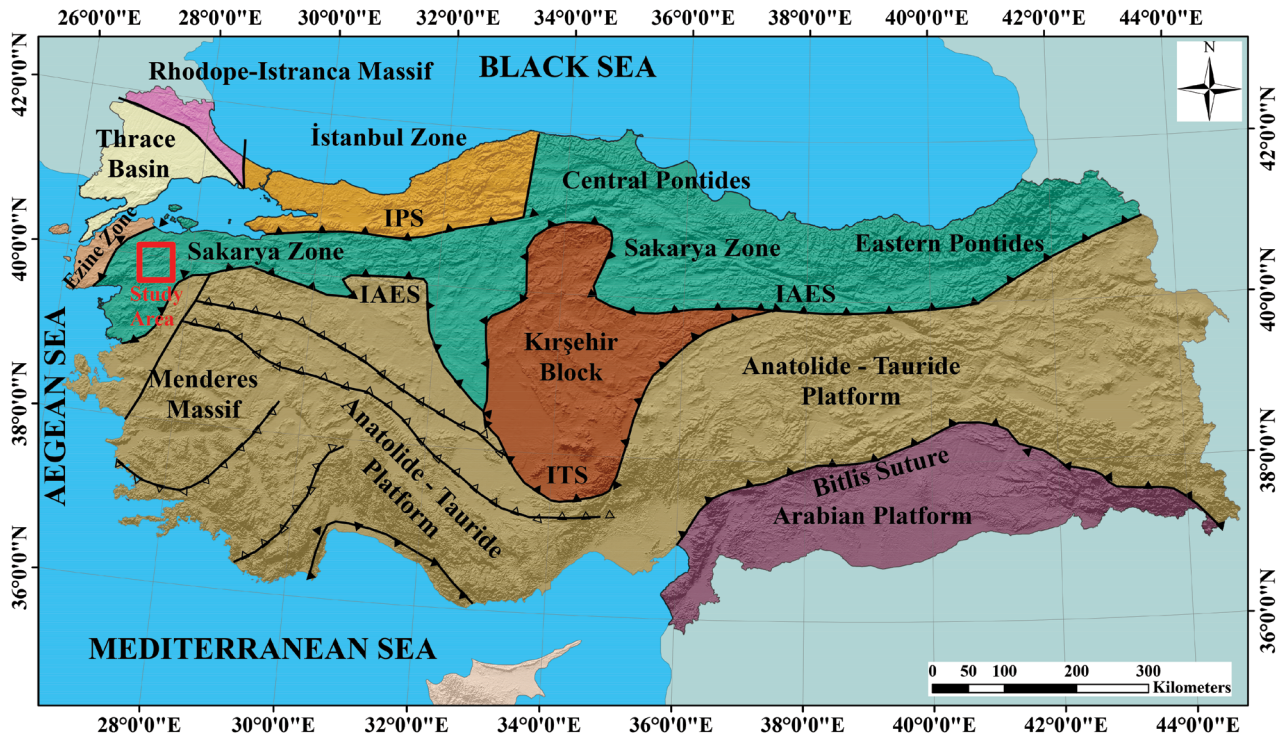 26°0'0"E 28°0'0"E 30°0'0"E 32°0'0"E 34°0'0"E 36°0'0"E 38°0'0"E 40°0'0"E 42°0'0"E 44°0'0"E
N
BLACK SEA
Rhodope-Istranca Massif
Thrace
Basin
İstanbul Zone
Central Pontides
IPS
Ezine Zone
Sakarya Zone
Sakarya Zone
Eastern Pontides
Study
Area
IAES
IAES
Kırşehir
Block
Menderes
Massif
Anatolide - Tauride
Platform
Anatolide - Tauride
Platform
ITS
Bitlis Suture
Arabian Platform
AEGEAN SEA
MEDITERRANEAN SEA
0 50 100 200 300
Kilometers
42°0'0"N
40°0'0"N
38°0'0"N
36°0'0"N
42°0'0"N
40°0'0"N
38°0'0"N
36°0'0"N
28°0'0"E 30°0'0"E 32°0'0"E 34°0'0"E 36°0'0"E 38°0'0"E 40°0'0"E 42°0'0"E 44°0'0"E